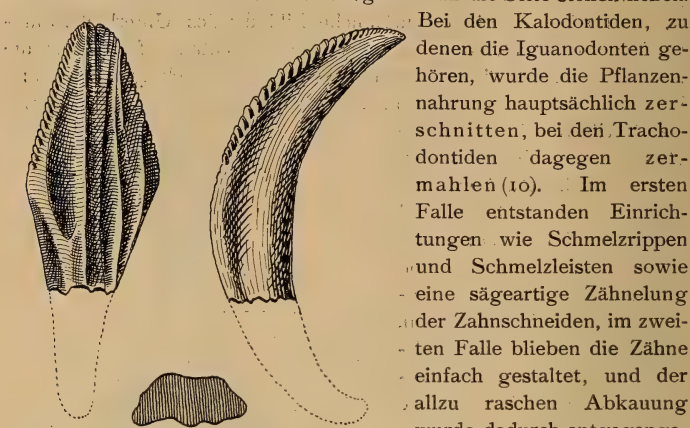 Bei den Kalodontiden, zu
denen die Iguanodonten ge-
hören, wurde die Pflanzen-
nahrung hauptsächlich zer-
schnitten, bei den Tracho-
dontiden dagegen zer-
mahlen (10). Im ersten
Falle entstanden Einrich-
tungen wie Schmelzrippen
und Schmelzleisten sowie
eine sägeartige Zähnelung
der Zahnschneiden, im zwei-
ten Falle blieben die Zähne
einfach gestaltet, und der
allzu raschen Abkauung